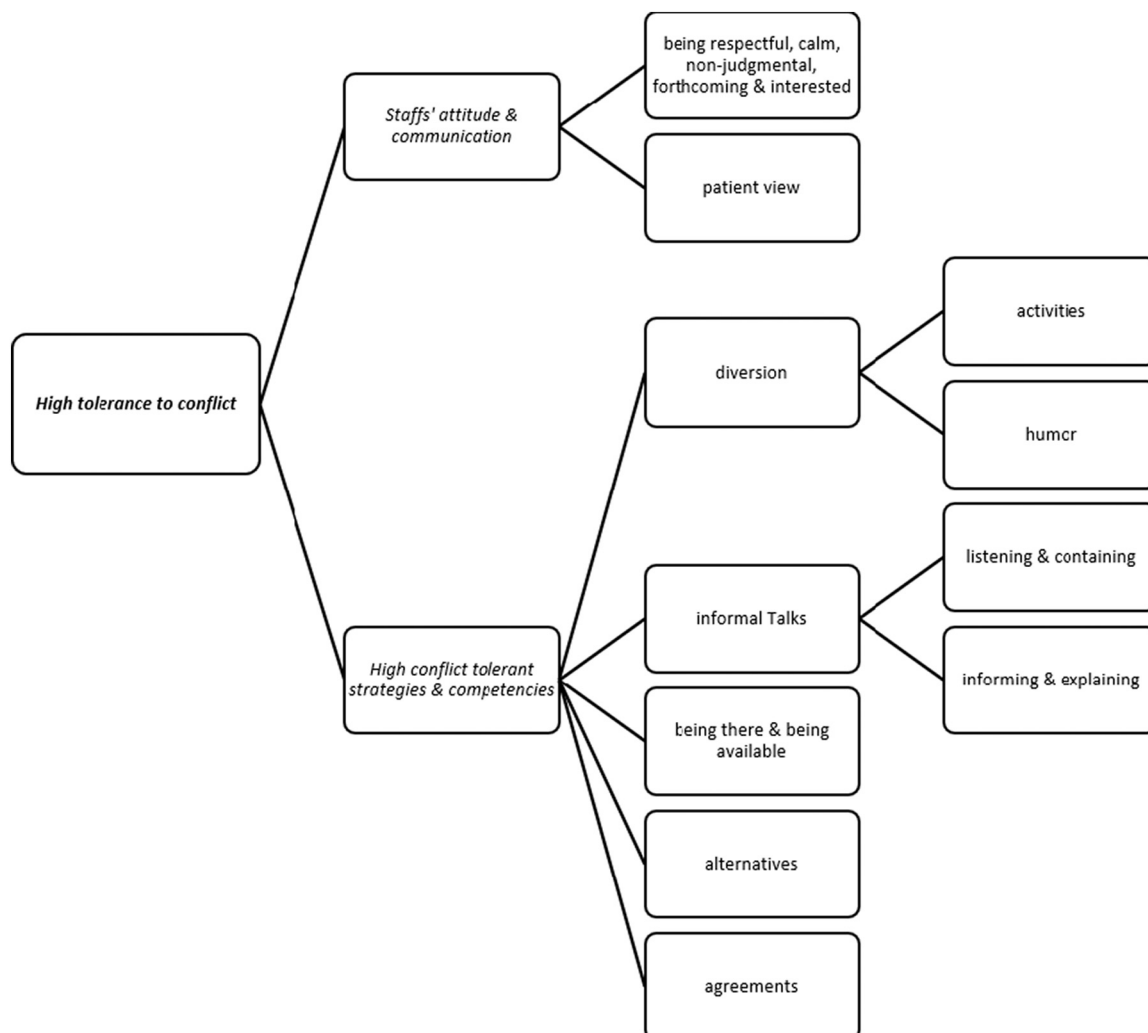 being respectful, calm,
non-judgmental,
forthcoming & interested
Staffs' attitude &
communication
patient view
activities
diversion
High tolerance to conflict
humcr
listening & containing
informal Talks
High conflict tolerant
strategies & competencies
informing & explaining
being there & being
available
alternatives
agreements